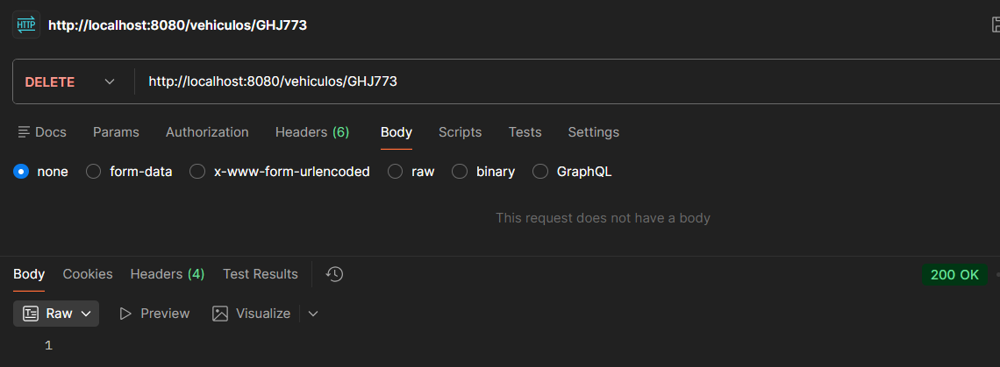 HTTP http://localhost:8080/vehiculos/GHJ773
DELETE http://localhost:8080/vehiculos/GHJ773
Docs Params Authorization Headers (6) Body Scripts Tests Settings
none form-data x-www-form-urlencoded raw binary GraphQL
This request does not have a body
Body Cookies Headers (4) Test Results 200 OK
Raw Preview Visualize
1